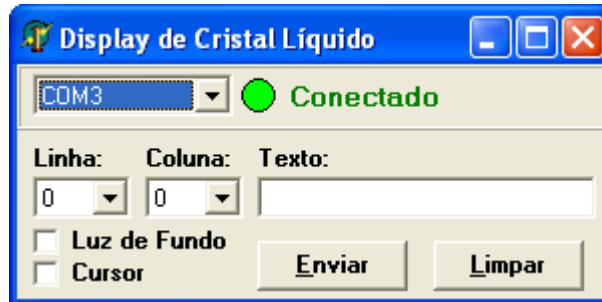 Display de Cristal Líquido
COM3 Conectado
Linha: Coluna: Texto:
0 0
Luz de Fundo
Cursor Enviar Limpar